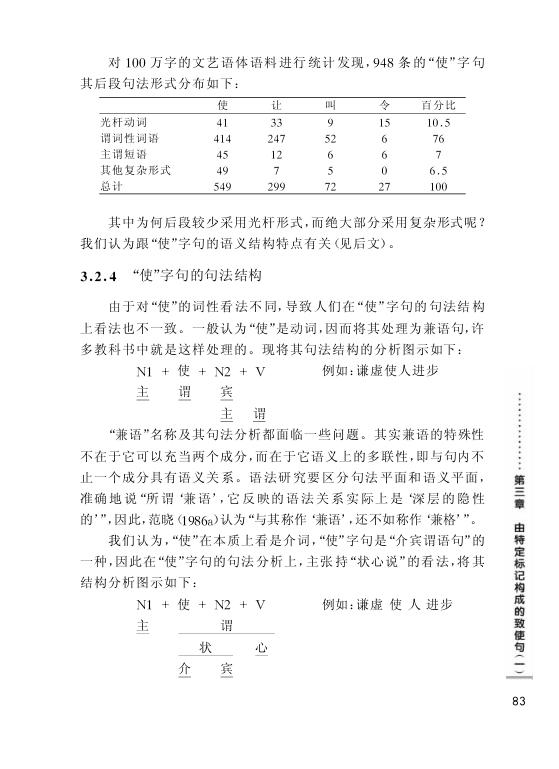 对 100 万字的文艺语体语料进行统计发现,948 条的“使”字句
其后段句法形式分布如下:
使 让 叫 令 百分比
光杆动词 41 33 9 15 10.5
谓词性词语 414 247 52 6 76
主谓短语 45 12 6 6 7
其他复杂形式 49 7 5 0 6.5
总计 549 299 72 27 100
其中为何后段较少采用光杆形式,而绝大部分采用复杂形式呢?
我们认为跟“使”字句的语义结构特点有关(见后文)。
3.2.4 “使”字句的句法结构
由于对“使”的词性看法不同,导致人们在“使”字句的句法结构
上看法也不一致。一般认为“使”是动词,因而将其处理为兼语句,许
多教科书中就是这样处理的。现将其句法结构的分析图示如下:
N1 + 使 + N2 + V 例如:谦虚使人进步
主 谓 宾
主 谓
“兼语”名称及其句法分析都面临一些问题。其实兼语的特殊性
不在于它可以充当两个成分,而在于它语义上的多联性,即与句内不
止一个成分具有语义关系。语法研究要区分句法平面和语义平面,
准确地说“所谓‘兼语’,它反映的语法关系实际上是‘深层的隐性
的’”,因此,范晓(1986a)认为“与其称作‘兼语’,还不如称作‘兼格’”。
我们认为,“使”在本质上看是介词,“使”字句是“介宾谓语句”的
一种,因此在“使”字句的句法分析上,主张持“状心说”的看法,将其
结构分析图示如下:
N1 + 使 + N2 + V 例如:谦虚 使 人 进步
主 谓
状 心
介 宾
第三章 由特定标记构成的致使句(一)
83